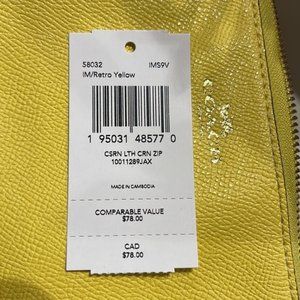 58032 IMS9V
IM/Retro Yellow
1 95031 48577 0
CSRN LTH CRN ZIP
10011289JAX
MADE IN CAMBODIA
COMPARABLE VALUE
$78.00
CAD
$78.00
COACH